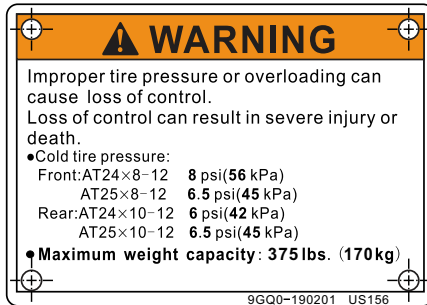 WARNING
Improper tire pressure or overloading can
cause loss of control.
Loss of control can result in severe injury or
death.
●Cold tire pressure:
Front:AT24×8-12 8 psi(56 kPa)
AT25×8-12 6.5 psi(45 kPa)
Rear:AT24×10-12 6 psi(42 kPa)
AT25×10-12 6.5 psi(45 kPa)
●Maximum weight capacity: 375 lbs. (170kg)
9GQ0-190201 US156